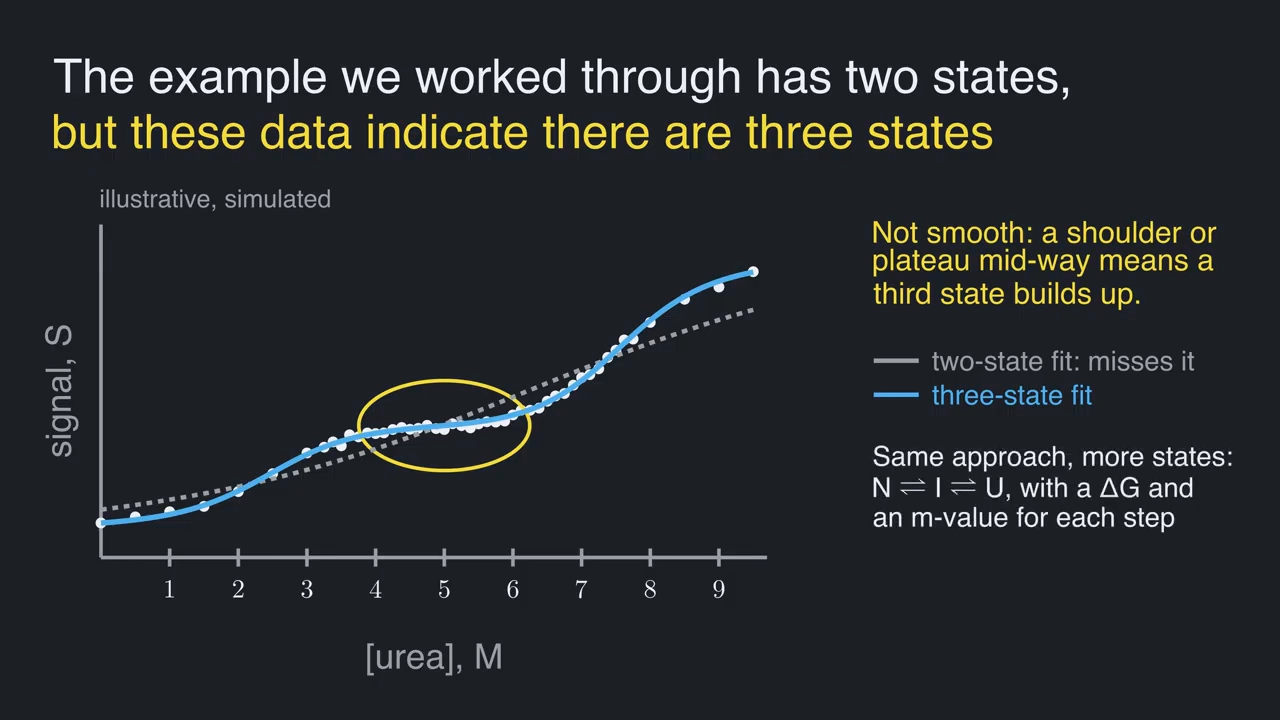 The example we worked through has two states,
but these data indicate there are three states
illustrative, simulated
signal, S
1 2 3 4 5 6 7 8 9
[urea], M
Not smooth: a shoulder or
plateau mid-way means a
third state builds up.
two-state fit: misses it
three-state fit
Same approach, more states:
N ⇌ I ⇌ U, with a ΔG and
an m-value for each step